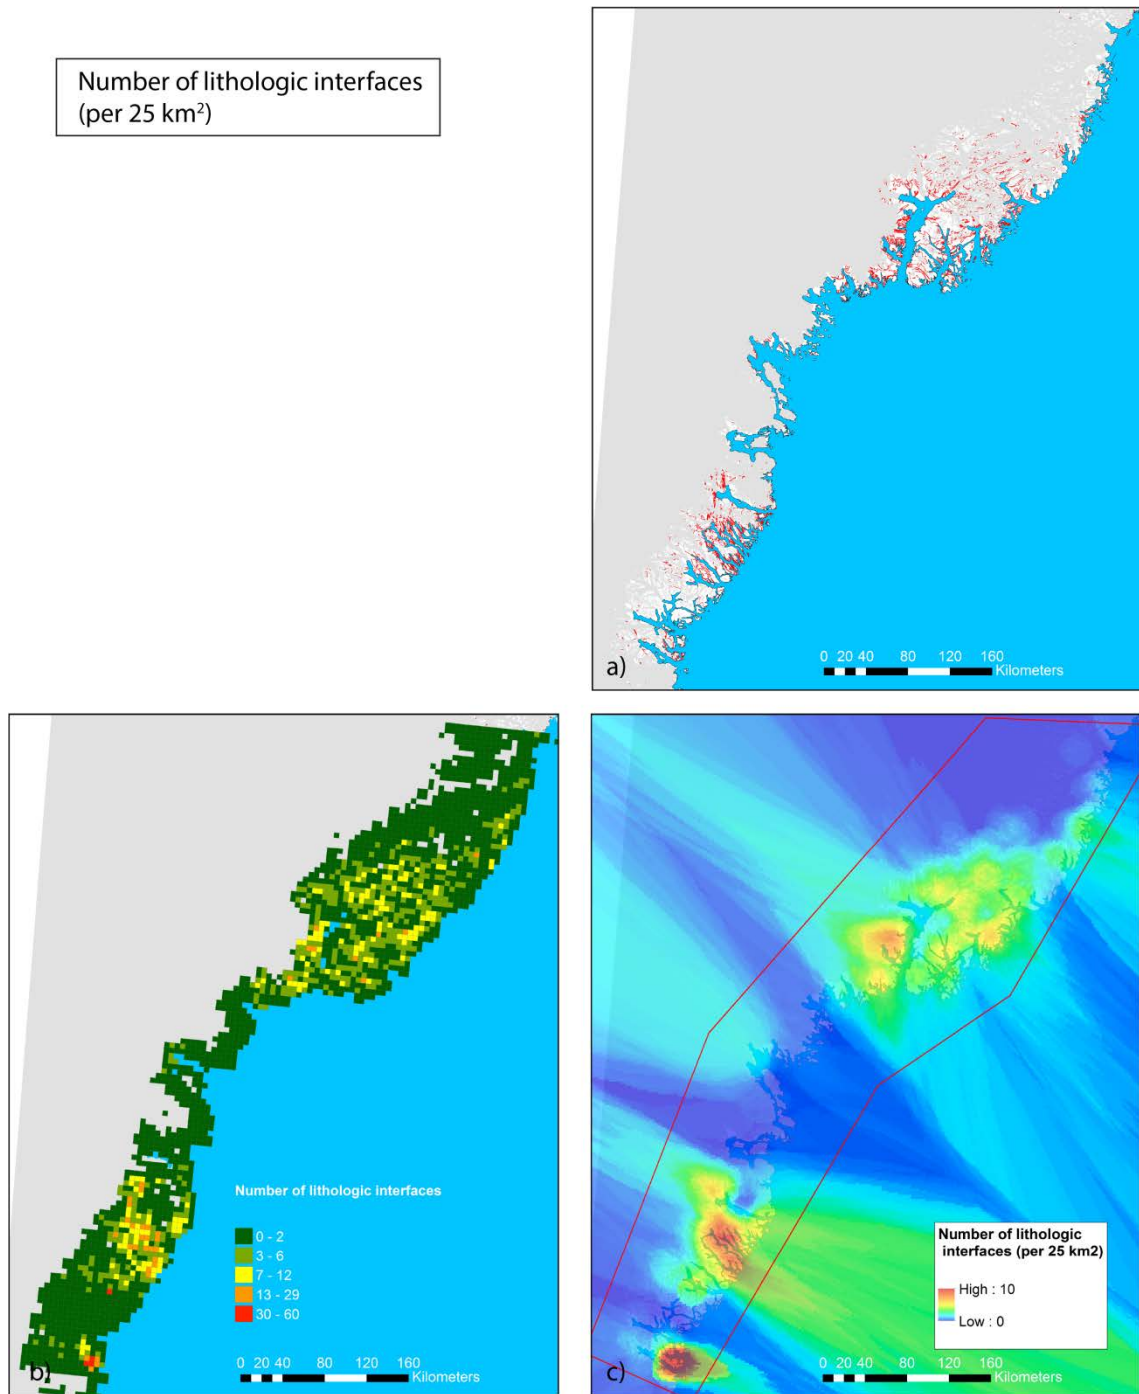 Number of lithologic interfaces
(per 25 km²)
0 20 40 80 120 160
Kilometers
a)
Number of lithologic interfaces
0 - 2
3 - 6
7 - 12
13 - 29
30 - 60
0 20 40 80 120 160
Kilometers
b)
Number of lithologic
interfaces (per 25 km2)
High : 10
Low : 0
0 20 40 80 120 160
Kilometers
c)